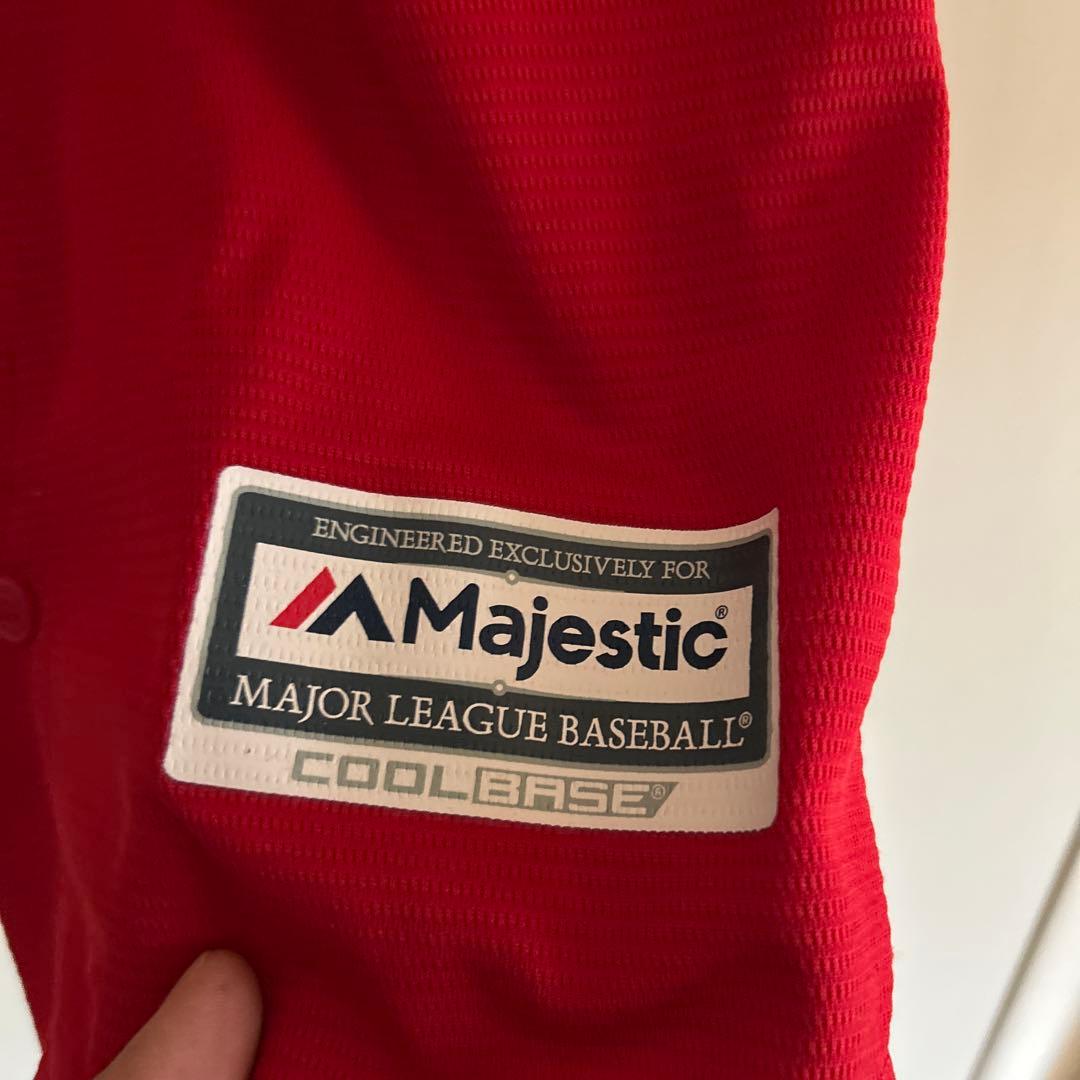 ENGINEERED EXCLUSIVELY FOR
Majestic®
MAJOR LEAGUE BASEBALL®
COOLBASE®